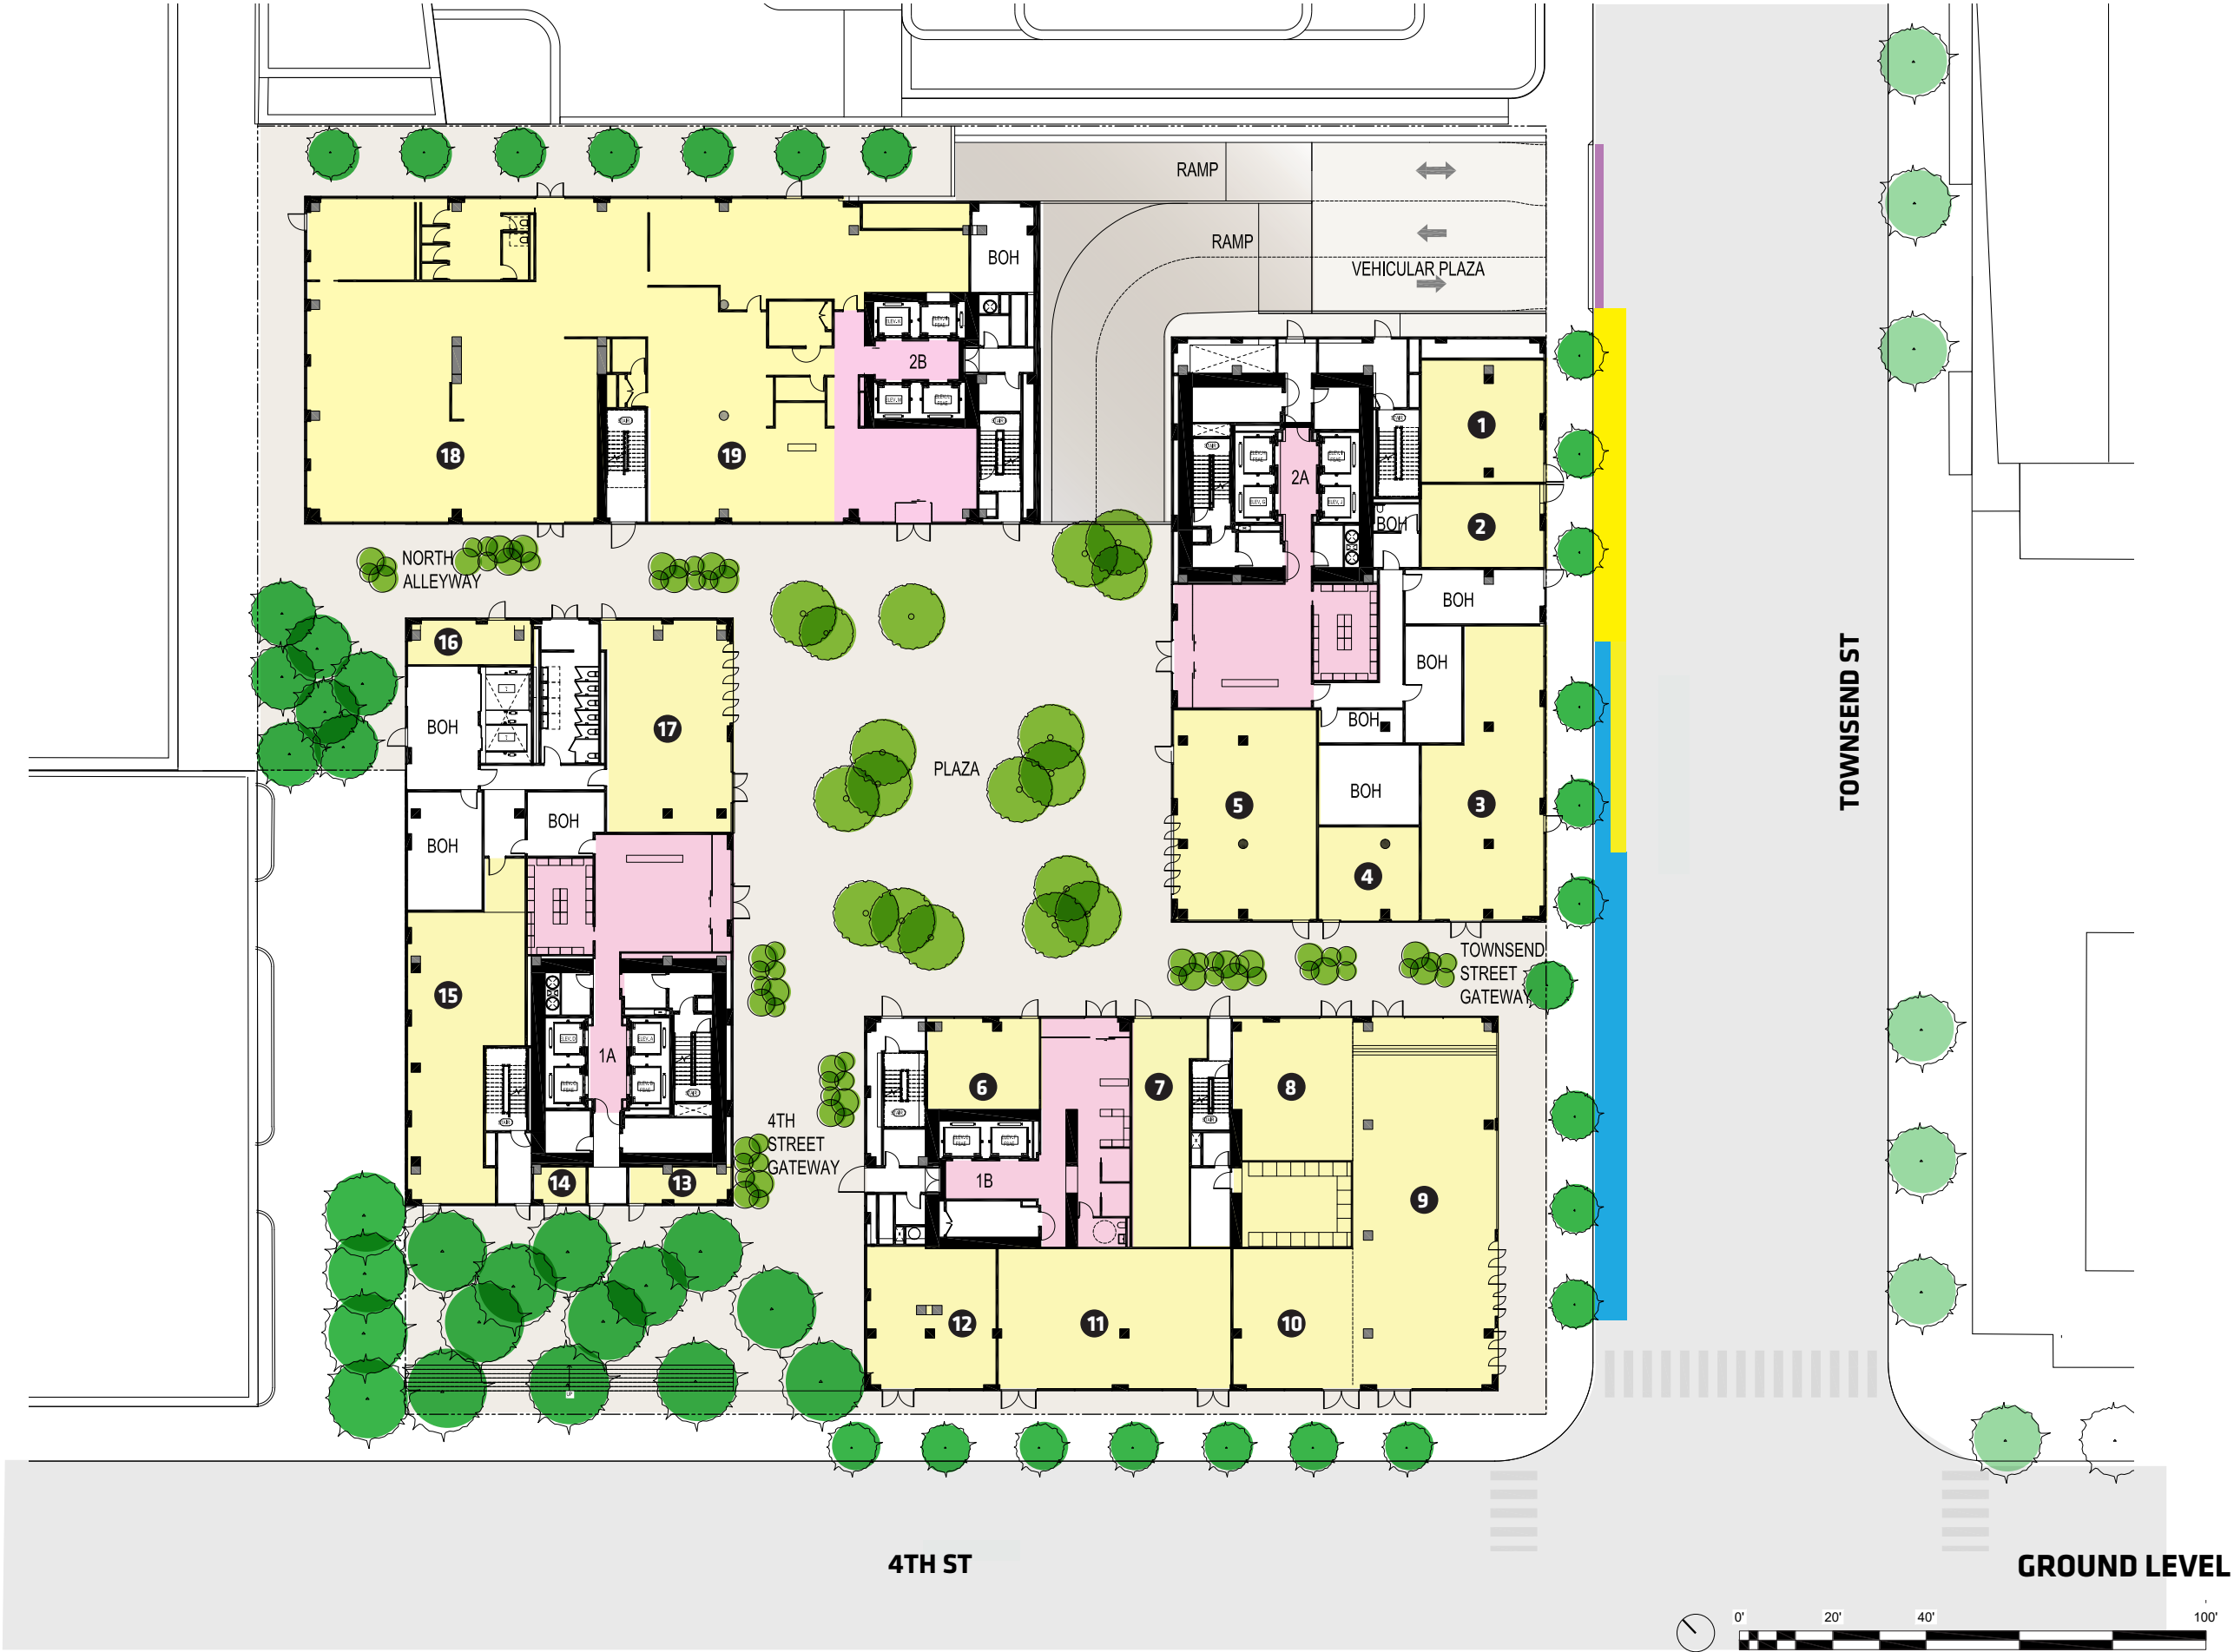 RAMP
RAMP
VEHICULAR PLAZA
BOH
2B
18
19
1
2
2A
BOH
BOH
BOH
BOH
BOH
3
4
5
NORTH
ALLEYWAY
16
BOH
17
BOH
BOH
15
1A
14
13
PLAZA
TOWNSEND ST
TOWNSEND
STREET
GATEWAY
4TH
STREET
GATEWAY
6
7
8
9
1B
12
11
10
UP
4TH ST
GROUND LEVEL
0'
20'
40'
100'